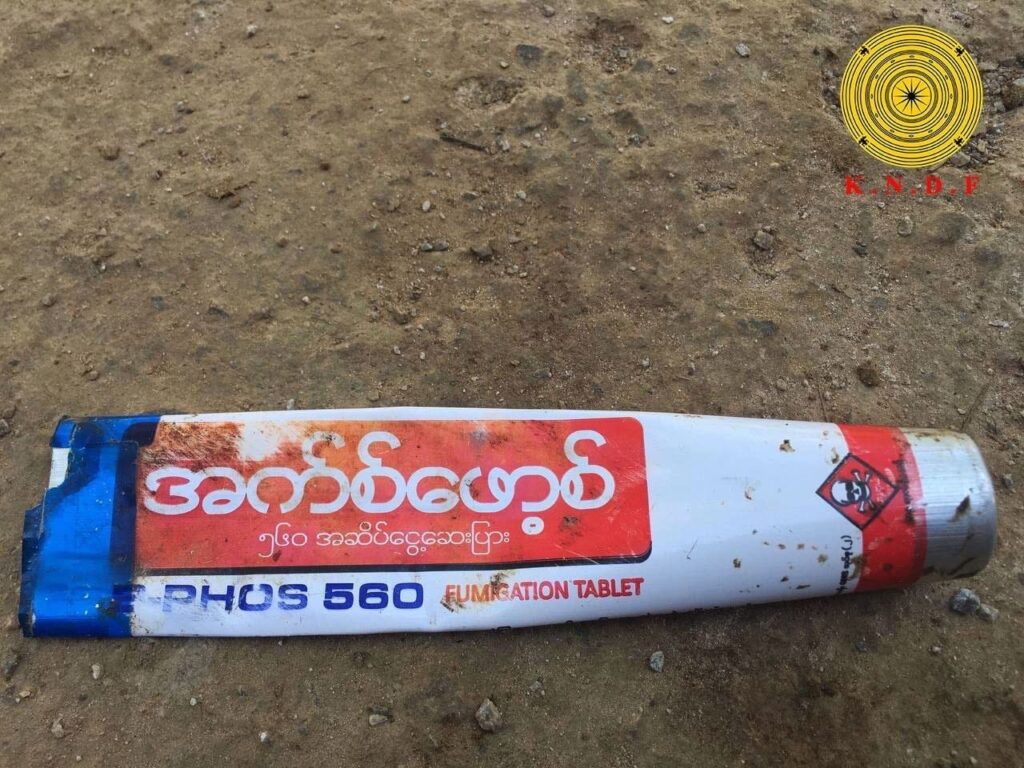 K.N.D.F
အက်စ်ဖော့စ်
၅၆၀ အဆိပ်ငွေ့ဆေးပြား
-PHOS 560 FUMIGATION TABLET